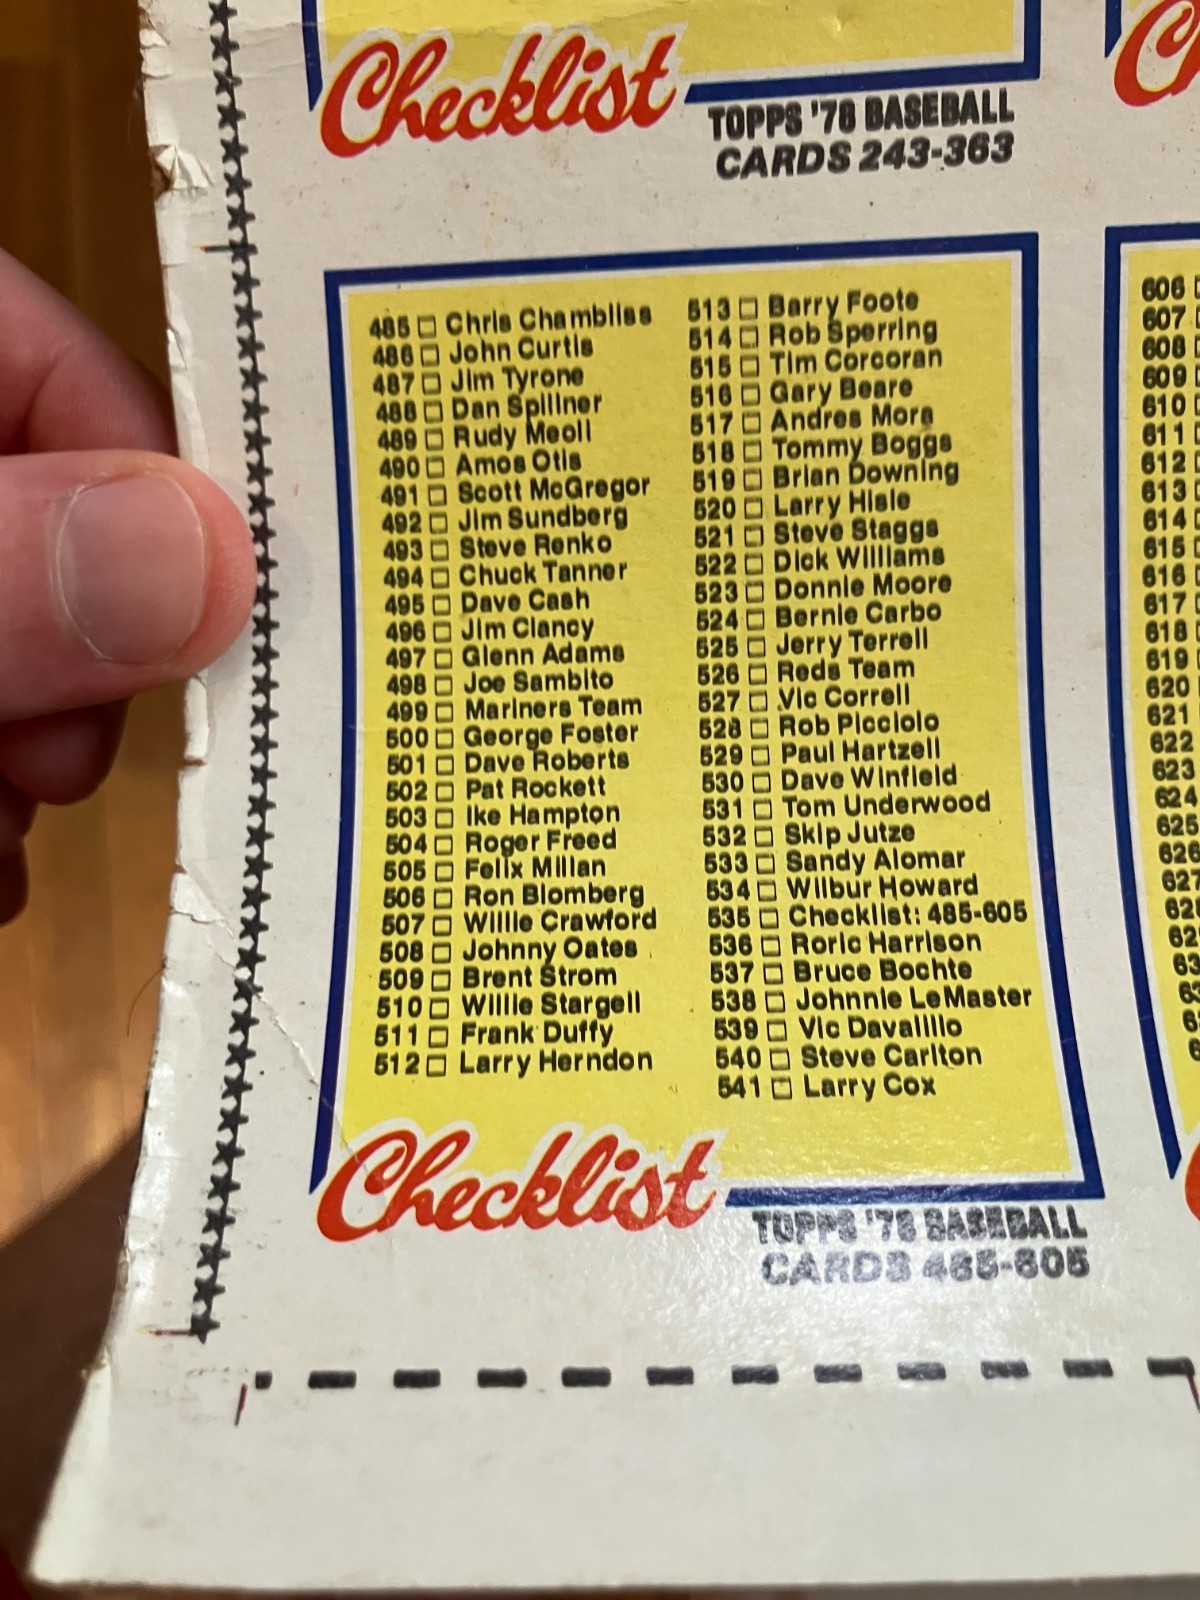 Checklist
TOPPS '78 BASEBALL
CARDS 243-363
485 Chris Chambliss
486 John Curtis
487 Jim Tyrone
488 Dan Spillner
489 Rudy Meoli
490 Amos Otis
491 Scott McGregor
492 Jim Sundberg
493 Steve Renko
494 Chuck Tanner
495 Dave Cash
496 Jim Clancy
497 Glenn Adams
498 Joe Sambito
499 Mariners Team
500 George Foster
501 Dave Roberts
502 Pat Rockett
503 Ike Hampton
504 Roger Freed
505 Felix Millan
506 Ron Blomberg
507 Willie Crawford
508 Johnny Oates
509 Brent Strom
510 Willie Stargell
511 Frank Duffy
512 Larry Herndon
513 Barry Foote
514 Rob Sperring
515 Tim Corcoran
516 Gary Beare
517 Andres Mora
518 Tommy Boggs
519 Brian Downing
520 Larry Hisle
521 Steve Staggs
522 Dick Williams
523 Donnie Moore
524 Bernie Carbo
525 Jerry Terrell
526 Reds Team
527 Vic Correll
528 Rob Picciolo
529 Paul Hartzell
530 Dave Winfield
531 Tom Underwood
532 Skip Jutze
533 Sandy Alomar
534 Wilbur Howard
535 Checklist: 485-605
536 Roric Harrison
537 Bruce Bochte
538 Johnnie LeMaster
539 Vic Davalillo
540 Steve Carlton
541 Larry Cox
Checklist
TOPPS '78 BASEBALL
CARDS 485-605
606
607
608
609
610
611
612
613
614
615
616
617
618
619
620
621
622
623
624
625
626
627